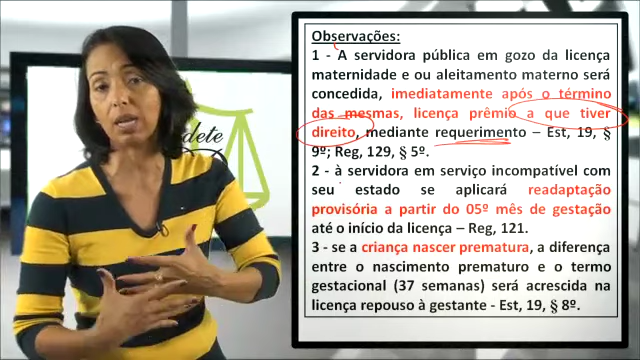 Observações:
1 - A servidora pública em gozo da licença
maternidade e ou aleitamento materno será
concedida, imediatamente após o término
das mesmas, licença prêmio a que tiver
direito, mediante requerimento – Est, 19, §
9º; Reg, 129, § 5º.
2 - à servidora em serviço incompatível com
seu estado se aplicará readaptação
provisória a partir do 05º mês de gestação
até o início da licença – Reg, 121.
3 - se a criança nascer prematura, a diferença
entre o nascimento prematuro e o termo
gestacional (37 semanas) será acrescida na
licença repouso à gestante - Est, 19, § 8º.